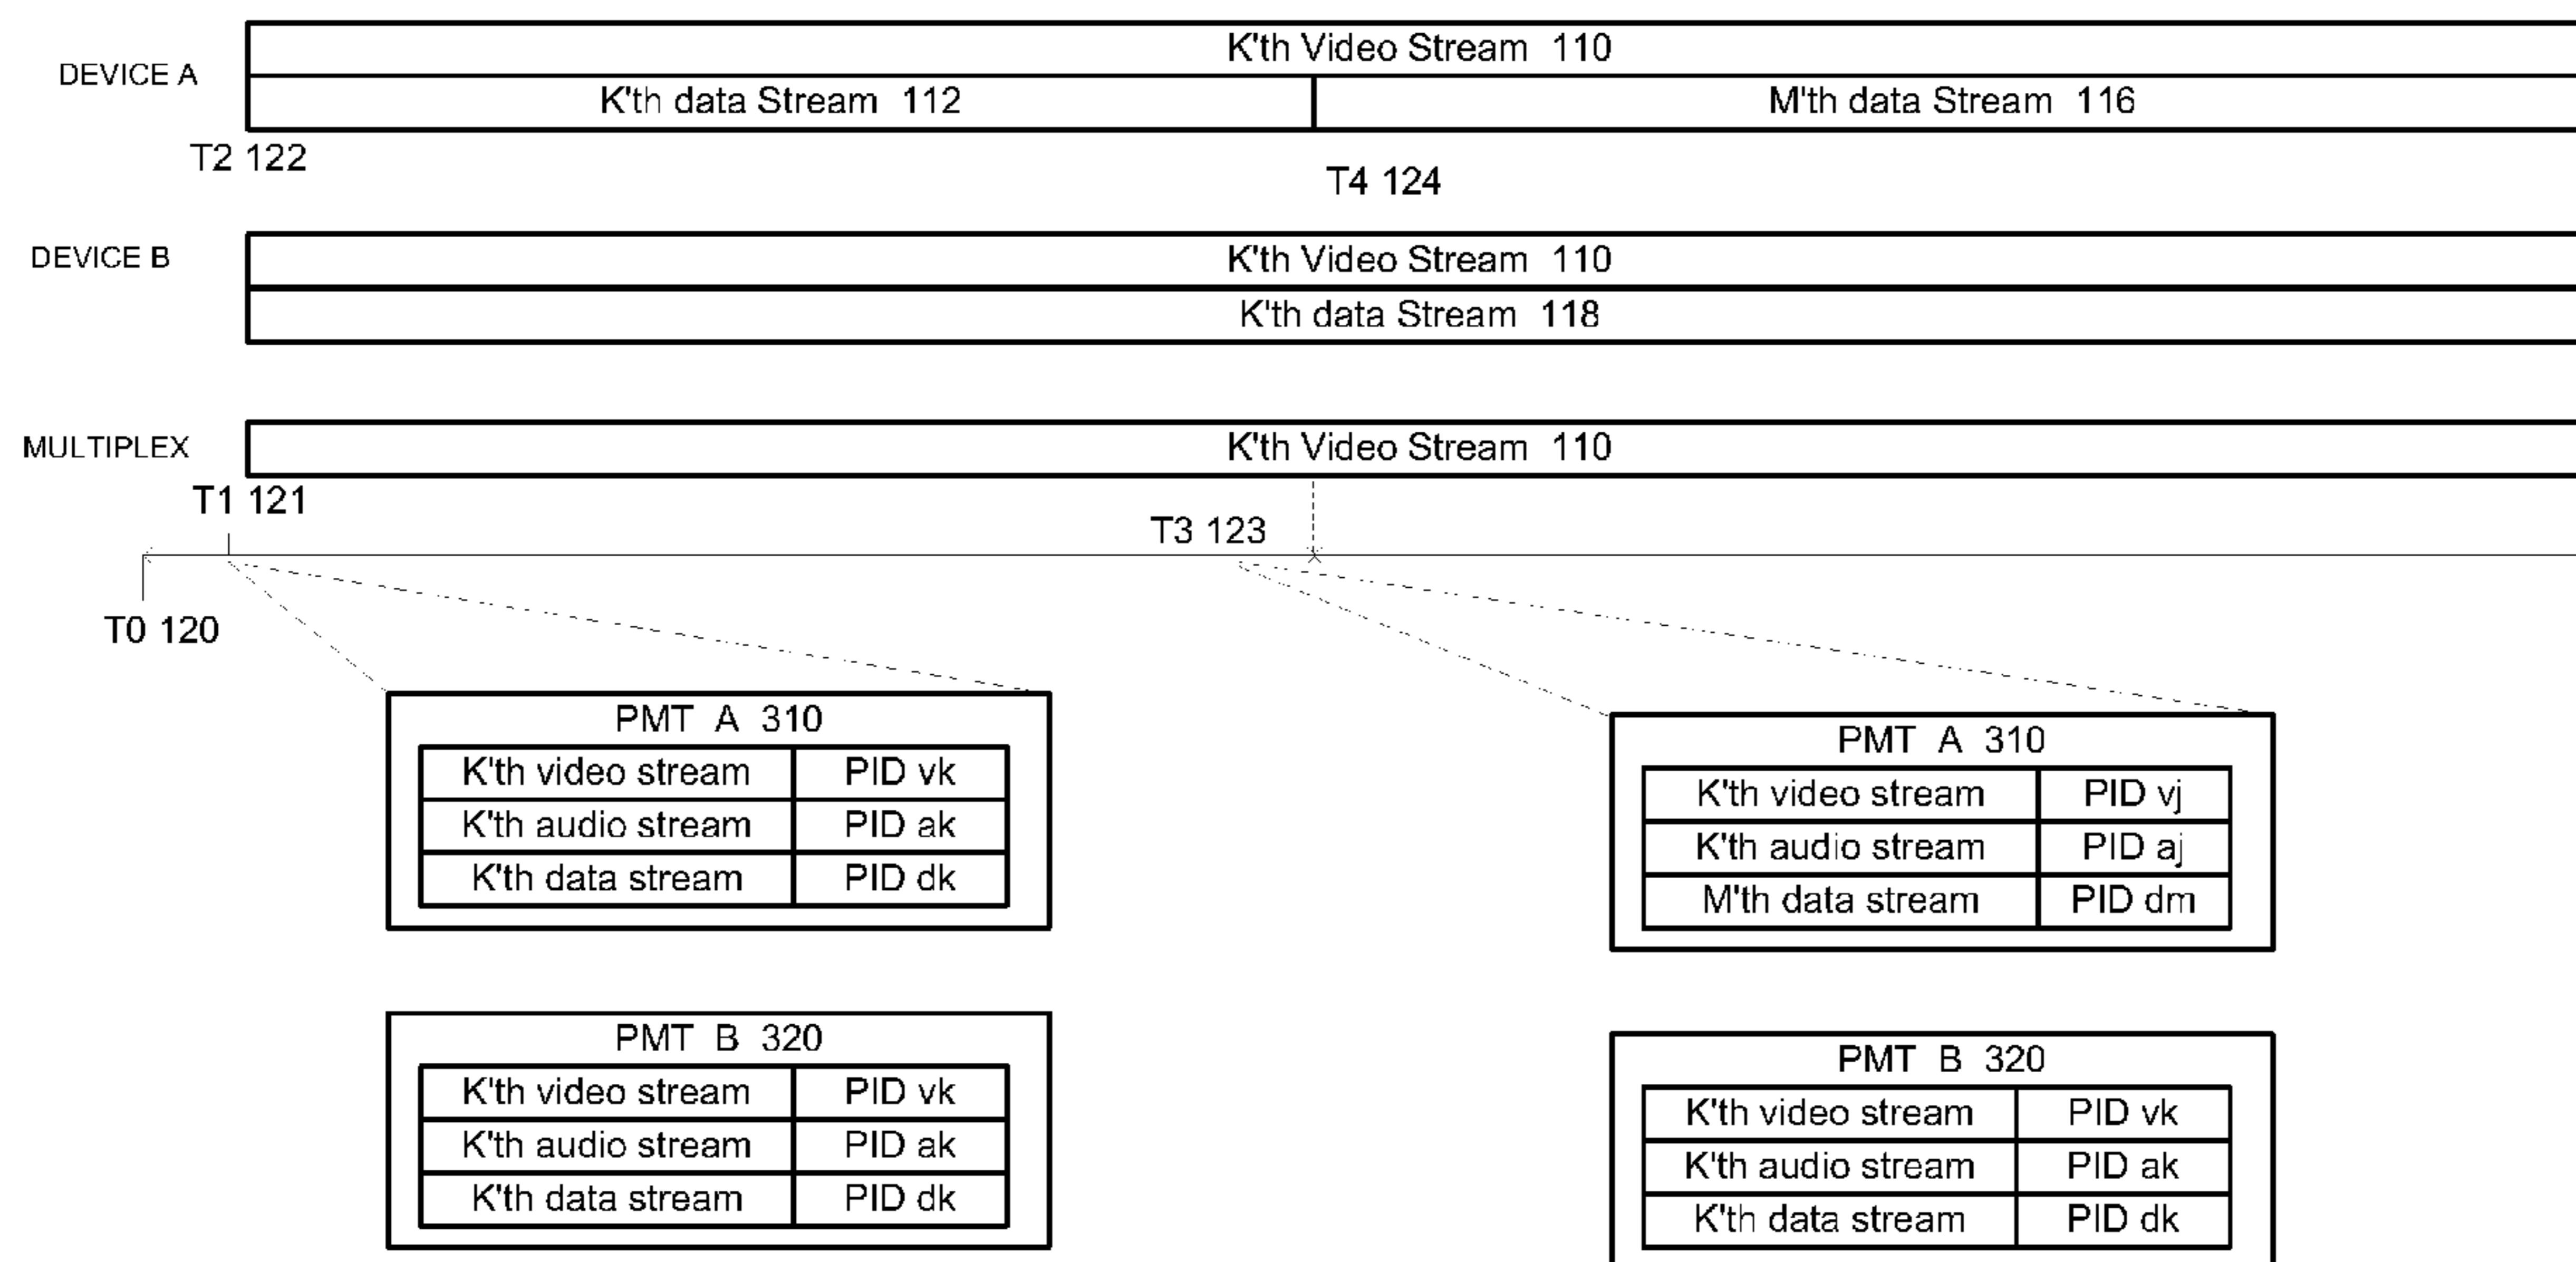 K'th Video Stream 110
DEVICE A
K'th data Stream 112
M'th data Stream 116
T2 122
T4 124
DEVICE B
K'th Video Stream 110
K'th data Stream 118
MULTIPLEX
K'th Video Stream 110
T1 121
T3 123
T0 120
PMT A 310
K'th video stream PID vk
K'th audio stream PID ak
K'th data stream PID dk
PMT A 310
K'th video stream PID vj
K'th audio stream PID aj
M'th data stream PID dm
PMT B 320
K'th video stream PID vk
K'th audio stream PID ak
K'th data stream PID dk
PMT B 320
K'th video stream PID vk
K'th audio stream PID ak
K'th data stream PID dk